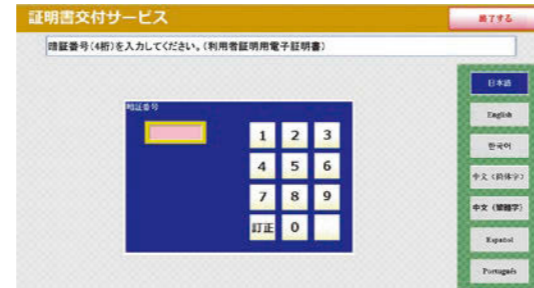 証明書交付サービス
終了する
暗証番号(4桁)を入力してください。(利用者証明用電子証明書)
日本語
English
한국어
中文(簡体字)
中文(繁體字)
Español
Português
暗証番号
1 2 3
4 5 6
7 8 9
訂正 0